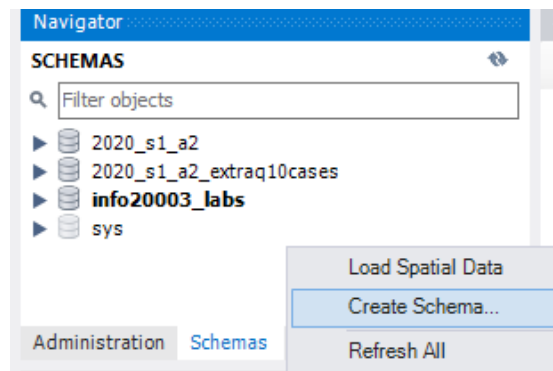 Navigator
SCHEMAS
Filter objects
2020_s1_a2
2020_s1_a2_extraq10cases
info20003_labs
sys
Load Spatial Data
Create Schema...
Administration Schemas
Refresh All